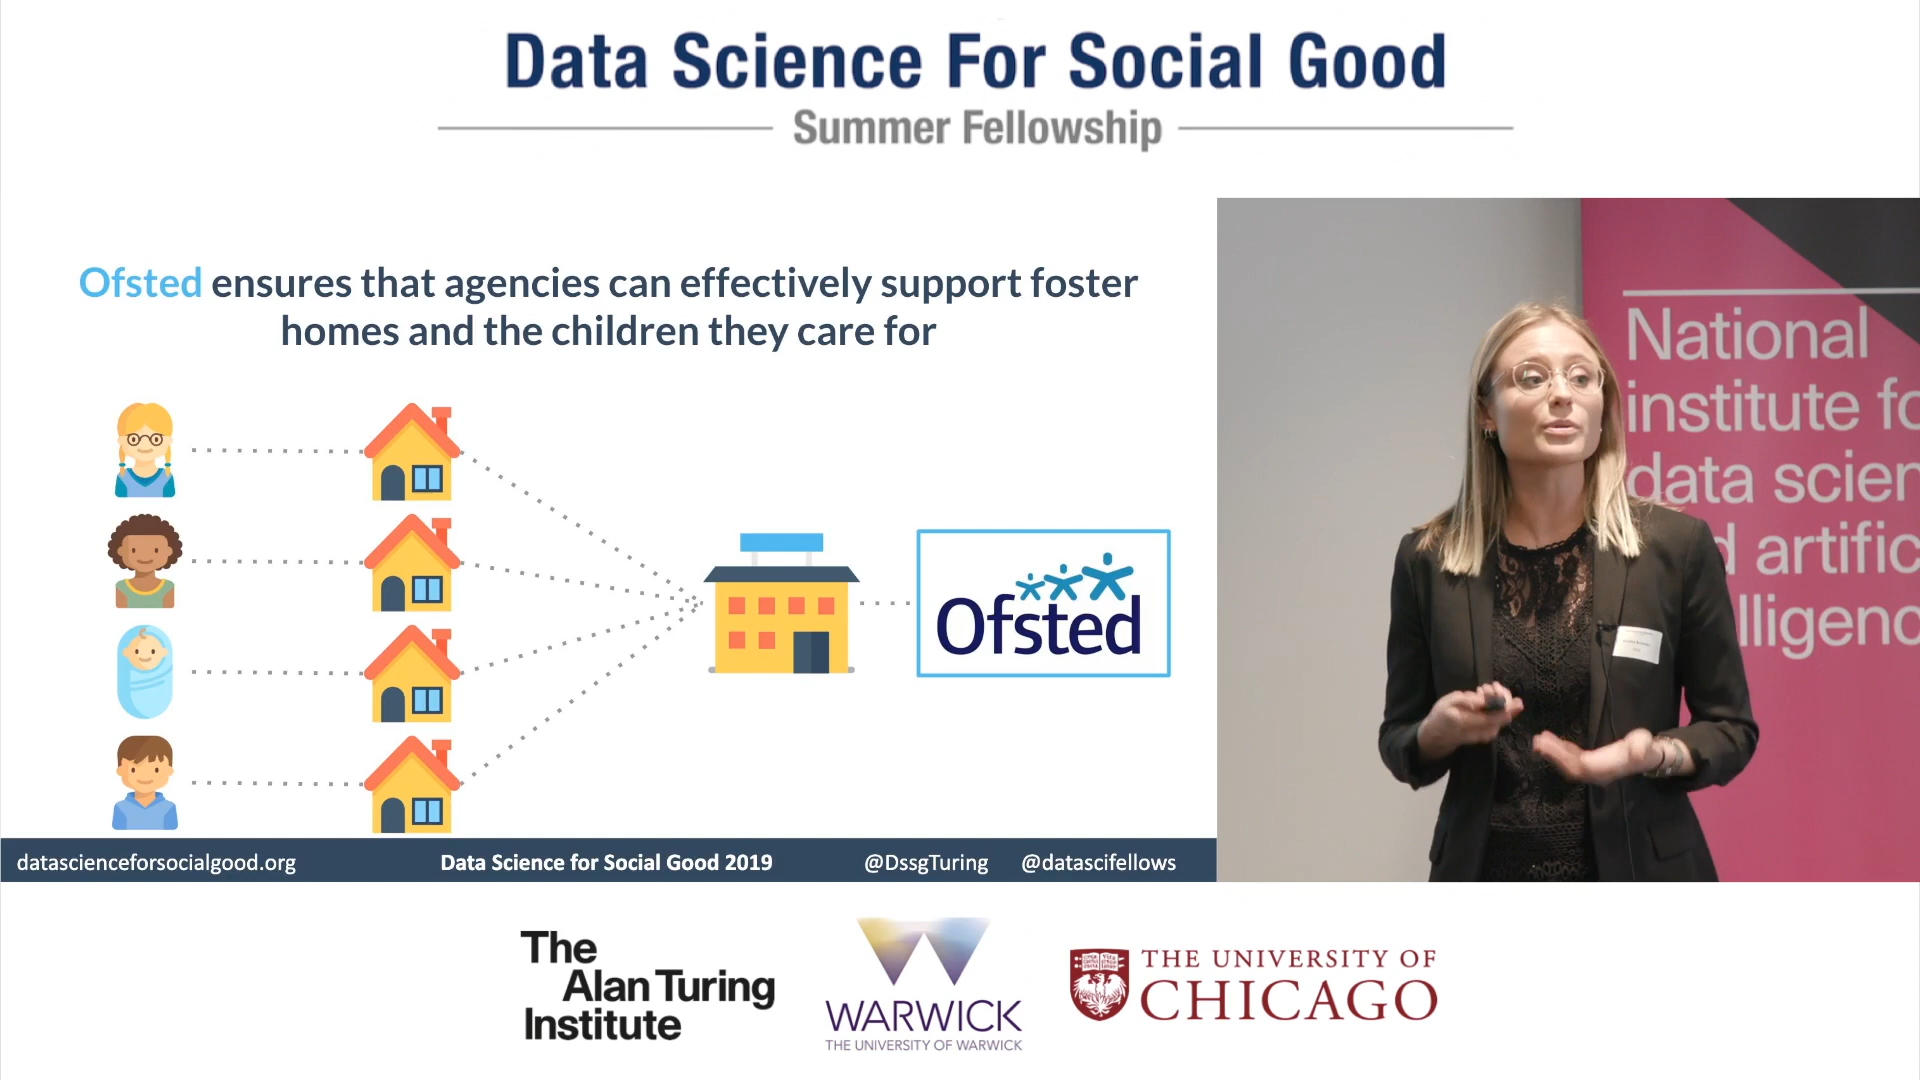 Data Science For Social Good
Summer Fellowship
Ofsted ensures that agencies can effectively support foster
homes and the children they care for
Ofsted
National
institute fo
data scien
d artific
lligenc
datascienceforsocialgood.org
Data Science for Social Good 2019
@DssgTuring
@datascifellows
The
Alan Turing
Institute
WARWICK
THE UNIVERSITY OF WARWICK
THE UNIVERSITY OF
CHICAGO